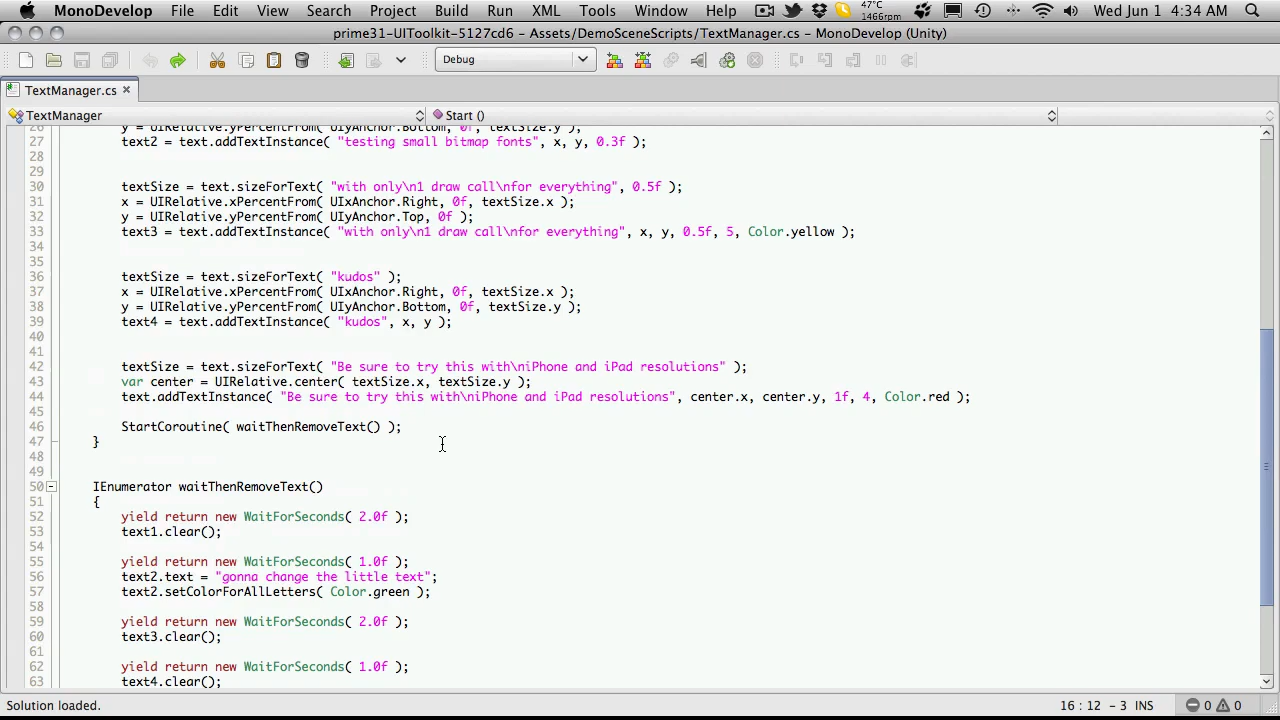 MonoDevelop File Edit View Search Project Build Run XML Tools Window Help 47°C 1466rpm Wed Jun 1 4:34 AM
prime31-UIToolkit-5127cd6 – Assets/DemoSceneScripts/TextManager.cs – MonoDevelop (Unity)
Debug
TextManager.cs ×
TextManager Start ()
26 y = UIRelative.yPercentFrom( UIyAnchor.Bottom, 0f, textSize.y );
27 text2 = text.addTextInstance( "testing small bitmap fonts", x, y, 0.3f );
28
29
30 textSize = text.sizeForText( "with only\n1 draw call\nfor everything", 0.5f );
31 x = UIRelative.xPercentFrom( UIxAnchor.Right, 0f, textSize.x );
32 y = UIRelative.yPercentFrom( UIyAnchor.Top, 0f );
33 text3 = text.addTextInstance( "with only\n1 draw call\nfor everything", x, y, 0.5f, 5, Color.yellow );
34
35
36 textSize = text.sizeForText( "kudos" );
37 x = UIRelative.xPercentFrom( UIxAnchor.Right, 0f, textSize.x );
38 y = UIRelative.yPercentFrom( UIyAnchor.Bottom, 0f, textSize.y );
39 text4 = text.addTextInstance( "kudos", x, y );
40
41
42 textSize = text.sizeForText( "Be sure to try this with\niPhone and iPad resolutions" );
43 var center = UIRelative.center( textSize.x, textSize.y );
44 text.addTextInstance( "Be sure to try this with\niPhone and iPad resolutions", center.x, center.y, 1f, 4, Color.red );
45
46 StartCoroutine( waitThenRemoveText() );
47 }
48
49
50 IEnumerator waitThenRemoveText()
51 {
52 yield return new WaitForSeconds( 2.0f );
53 text1.clear();
54
55 yield return new WaitForSeconds( 1.0f );
56 text2.text = "gonna change the little text";
57 text2.setColorForAllLetters( Color.green );
58
59 yield return new WaitForSeconds( 2.0f );
60 text3.clear();
61
62 yield return new WaitForSeconds( 1.0f );
63 text4.clear();
Solution loaded. 16 : 12 - 3 INS 0 0